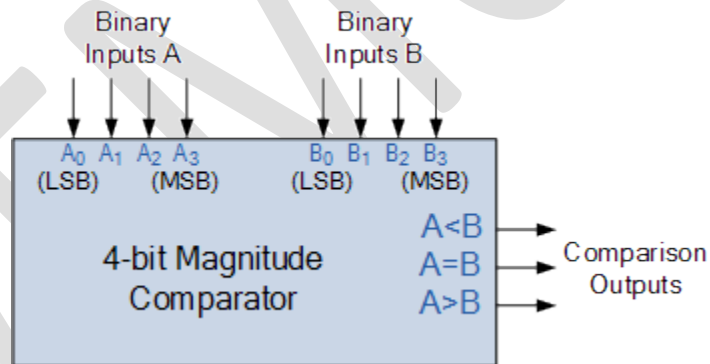 Binary
Inputs A
Binary
Inputs B
A₀ A₁ A₂ A₃
(LSB) (MSB)
B₀ B₁ B₂ B₃
(LSB) (MSB)
4-bit Magnitude
Comparator
A<B
A=B
A>B
Comparison
Outputs